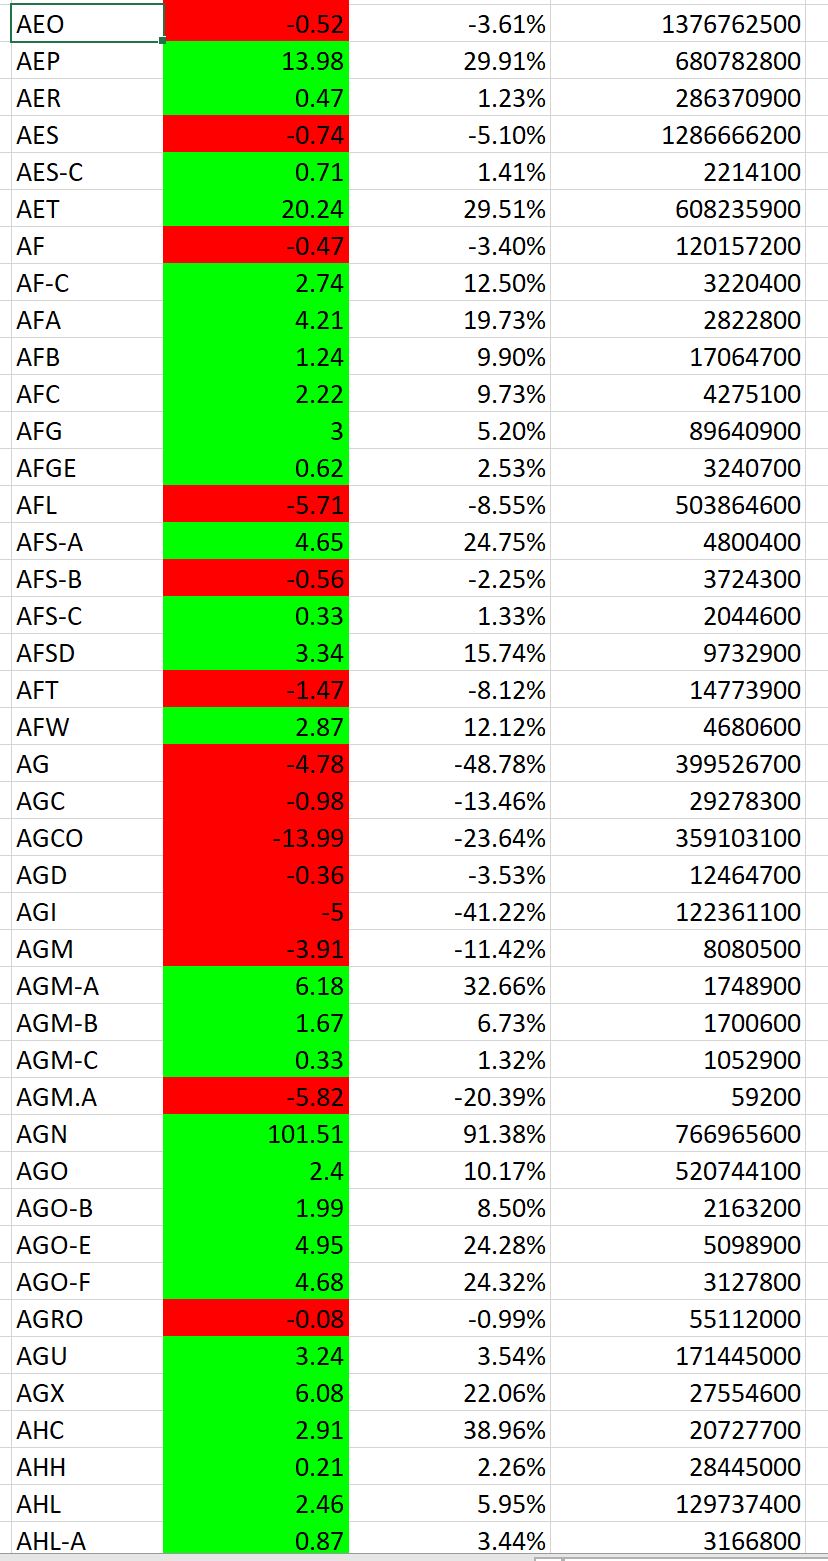 AEO -0.52 -3.61% 1376762500
AEP 13.98 29.91% 680782800
AER 0.47 1.23% 286370900
AES -0.74 -5.10% 1286666200
AES-C 0.71 1.41% 2214100
AET 20.24 29.51% 608235900
AF -0.47 -3.40% 120157200
AF-C 2.74 12.50% 3220400
AFA 4.21 19.73% 2822800
AFB 1.24 9.90% 17064700
AFC 2.22 9.73% 4275100
AFG 3 5.20% 89640900
AFGE 0.62 2.53% 3240700
AFL -5.71 -8.55% 503864600
AFS-A 4.65 24.75% 4800400
AFS-B -0.56 -2.25% 3724300
AFS-C 0.33 1.33% 2044600
AFSD 3.34 15.74% 9732900
AFT -1.47 -8.12% 14773900
AFW 2.87 12.12% 4680600
AG -4.78 -48.78% 399526700
AGC -0.98 -13.46% 29278300
AGCO -13.99 -23.64% 359103100
AGD -0.36 -3.53% 12464700
AGI -5 -41.22% 122361100
AGM -3.91 -11.42% 8080500
AGM-A 6.18 32.66% 1748900
AGM-B 1.67 6.73% 1700600
AGM-C 0.33 1.32% 1052900
AGM.A -5.82 -20.39% 59200
AGN 101.51 91.38% 766965600
AGO 2.4 10.17% 520744100
AGO-B 1.99 8.50% 2163200
AGO-E 4.95 24.28% 5098900
AGO-F 4.68 24.32% 3127800
AGRO -0.08 -0.99% 55112000
AGU 3.24 3.54% 171445000
AGX 6.08 22.06% 27554600
AHC 2.91 38.96% 20727700
AHH 0.21 2.26% 28445000
AHL 2.46 5.95% 129737400
AHL-A 0.87 3.44% 3166800